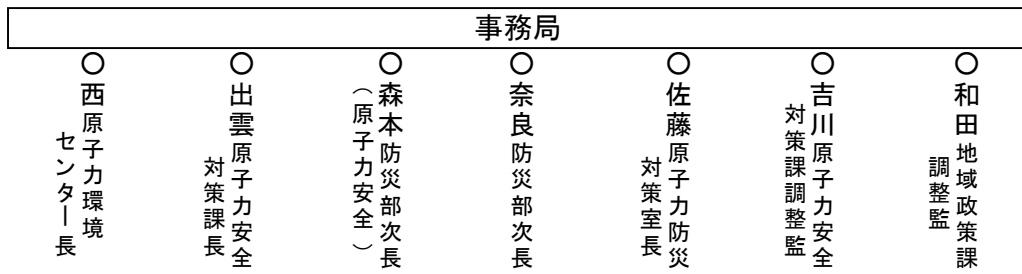 事務局
○和田地域政策課
調整監
○吉川原子力安全
対策課調整監
○佐藤原子力防災
対策室長
○奈良防災部次長
○森本防災部次長
（原子力安全）
○出雲原子力安全
対策課長
○西原子力環境
センター長